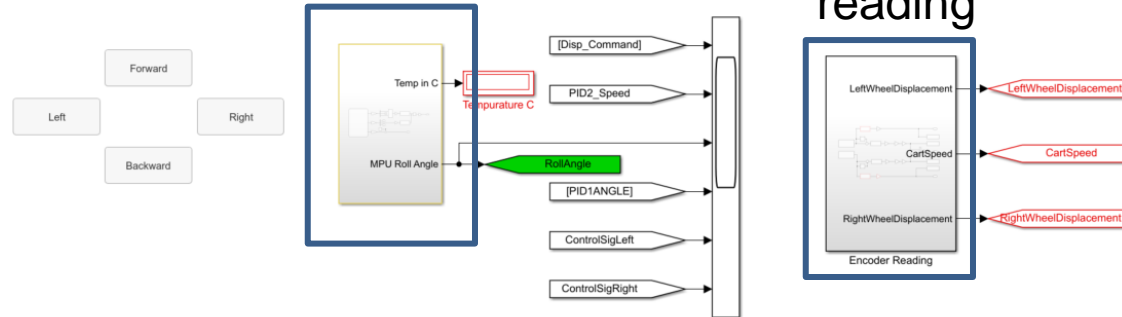 reading
Forward
Left
Right
Backward
Temp in C
Tempurature C
MPU Roll Angle
RollAngle
[Disp_Command]
PID2_Speed
[PID1ANGLE]
ControlSigLeft
ControlSigRight
LeftWheelDisplacement
LeftWheelDisplacement
CartSpeed
CartSpeed
RightWheelDisplacement
RightWheelDisplacement
Encoder Reading